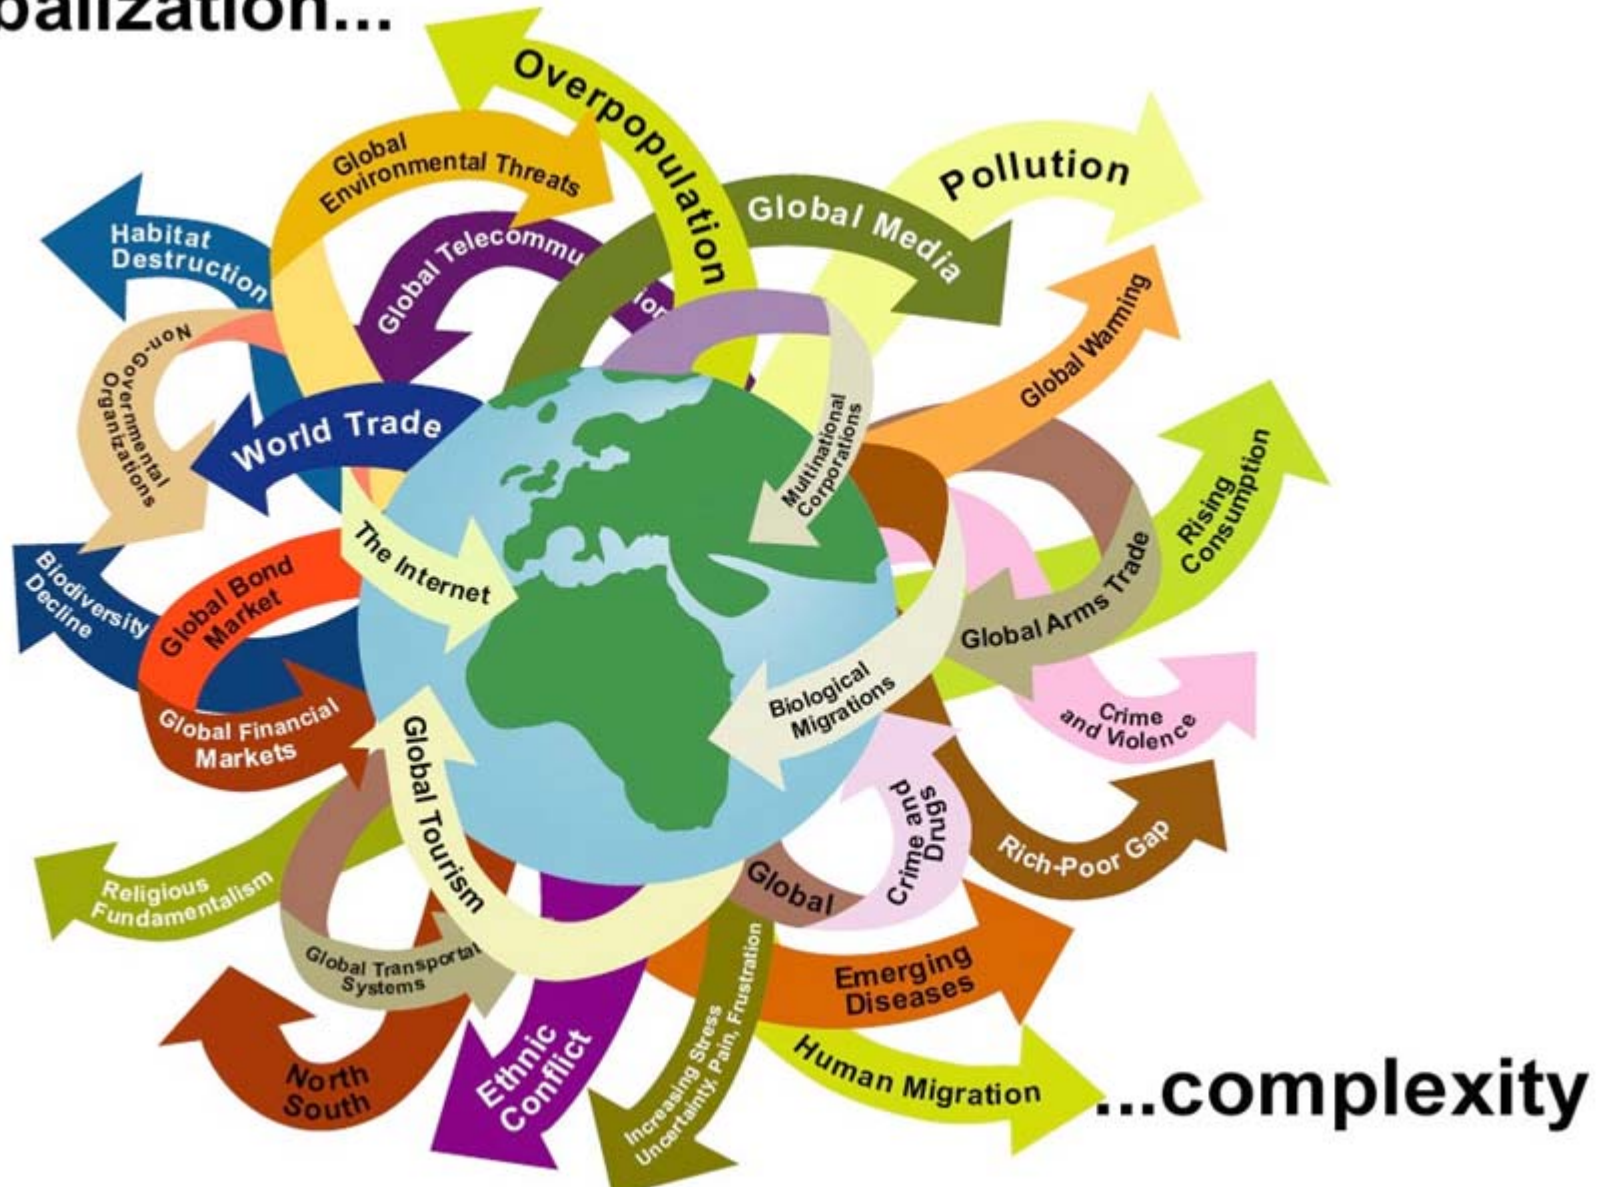 balization...
Overpopulation
Pollution
Global
Environmental Threats
Global Media
Habitat
Destruction
Global Telecommu
ion
Global Warming
Non-Governmental
Organizations
World Trade
Multinational
Corporations
Rising
Consumption
The Internet
Biodiversity
Decline
Global Bond
Market
Global Arms Trade
Biological
Migrations
Global Financial
Markets
Crime
and Violence
Global Tourism
Crime and
Drugs
Rich-Poor Gap
Religious
Fundamentalism
Global
Global Transportat
Systems
Emerging
Diseases
North
South
Ethnic
Conflict
Increasing Stress
Uncertainty, Pain, Frustration
Human Migration
...complexity